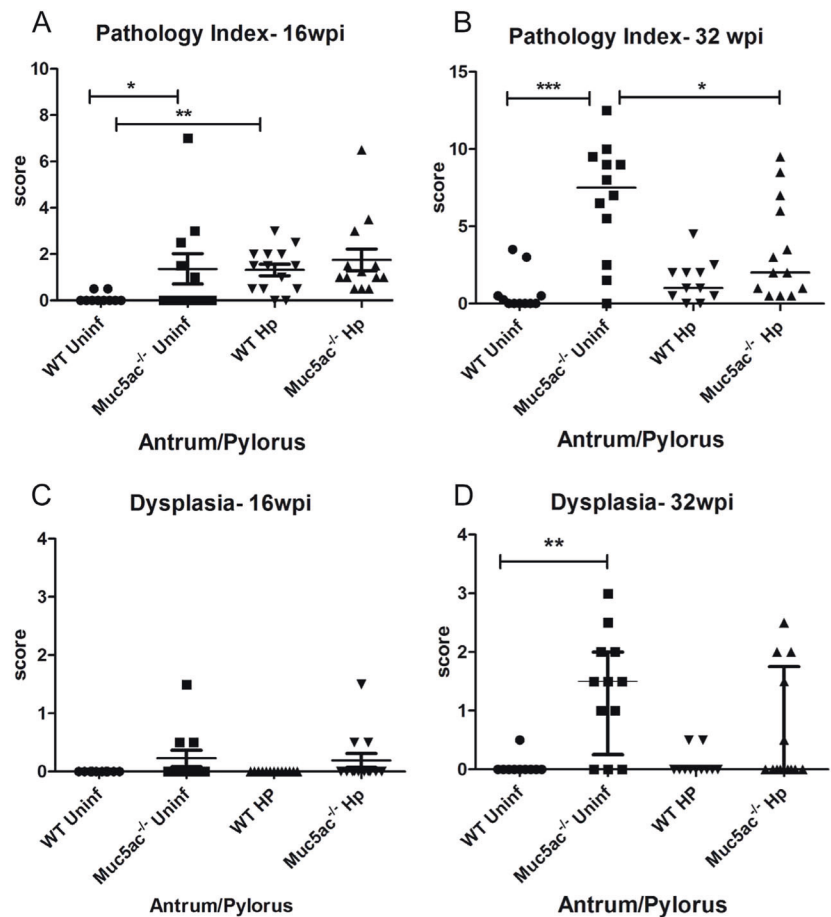 A
Pathology Index- 16wpi
10
8
6
4
2
0
score
*
**
WT Uninf
Muc5ac-/- Uninf
WT Hp
Muc5ac-/- Hp
Antrum/Pylorus
B
Pathology Index- 32 wpi
15
10
5
0
score
***
*
WT Uninf
Muc5ac-/- Uninf
WT Hp
Muc5ac-/- Hp
Antrum/Pylorus
C
Dysplasia- 16wpi
4
3
2
1
0
score
WT Uninf
Muc5ac-/- Uninf
WT HP
Muc5ac-/- Hp
Antrum/Pylorus
D
Dysplasia- 32wpi
4
3
2
1
0
score
**
WT Uninf
Muc5ac-/- Uninf
WT HP
Muc5ac-/- Hp
Antrum/Pylorus